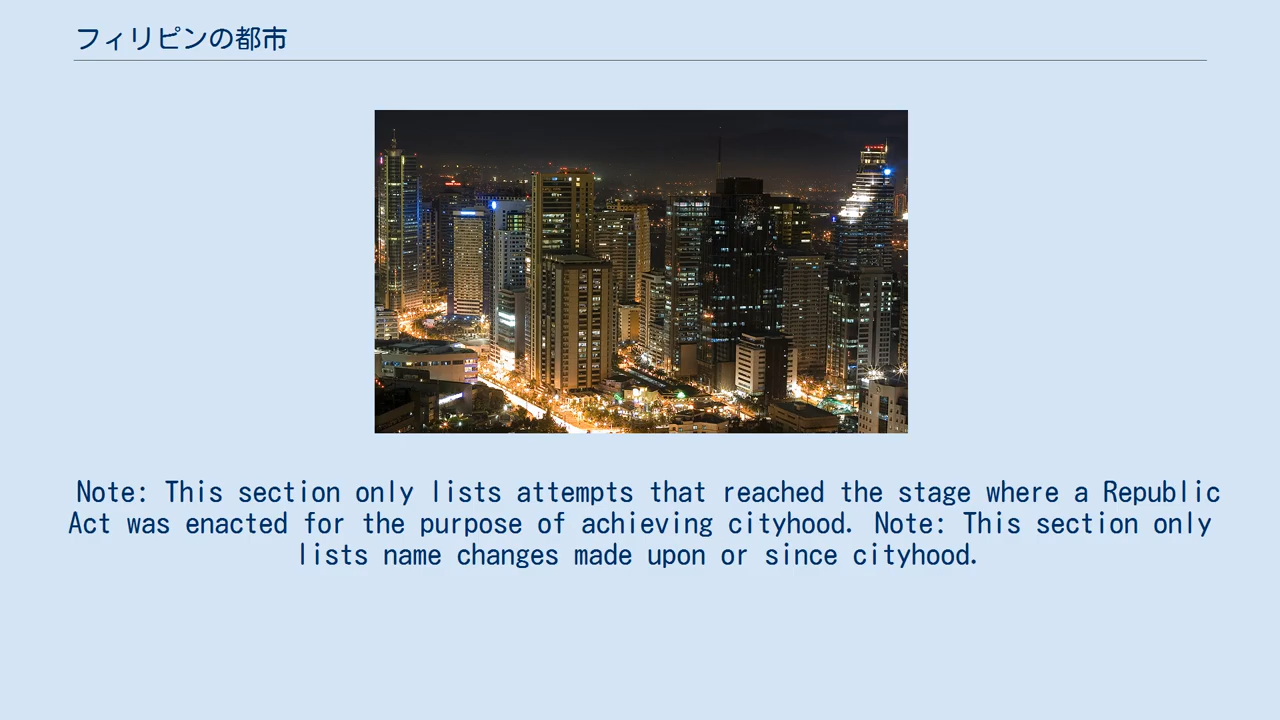 フィリピンの都市
Note: This section only lists attempts that reached the stage where a Republic
Act was enacted for the purpose of achieving cityhood. Note: This section only
lists name changes made upon or since cityhood.